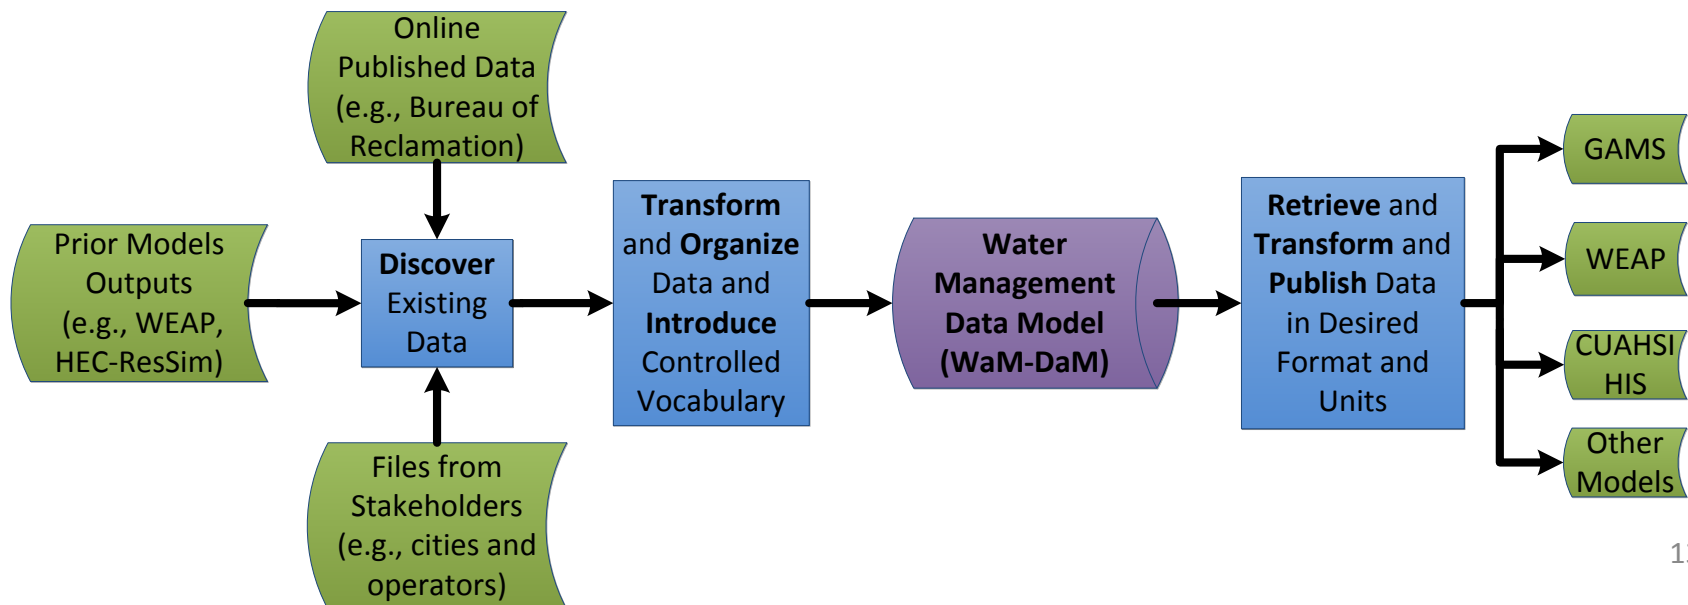 Online
Published Data
(e.g., Bureau of
Reclamation)
Prior Models
Outputs
(e.g., WEAP,
HEC-ResSim)
Discover
Existing
Data
Files from
Stakeholders
(e.g., cities and
operators)
Transform
and Organize
Data and
Introduce
Controlled
Vocabulary
Water
Management
Data Model
(WaM-DaM)
Retrieve and
Transform and
Publish Data
in Desired
Format and
Units
GAMS
WEAP
CUAHSI
HIS
Other
Models